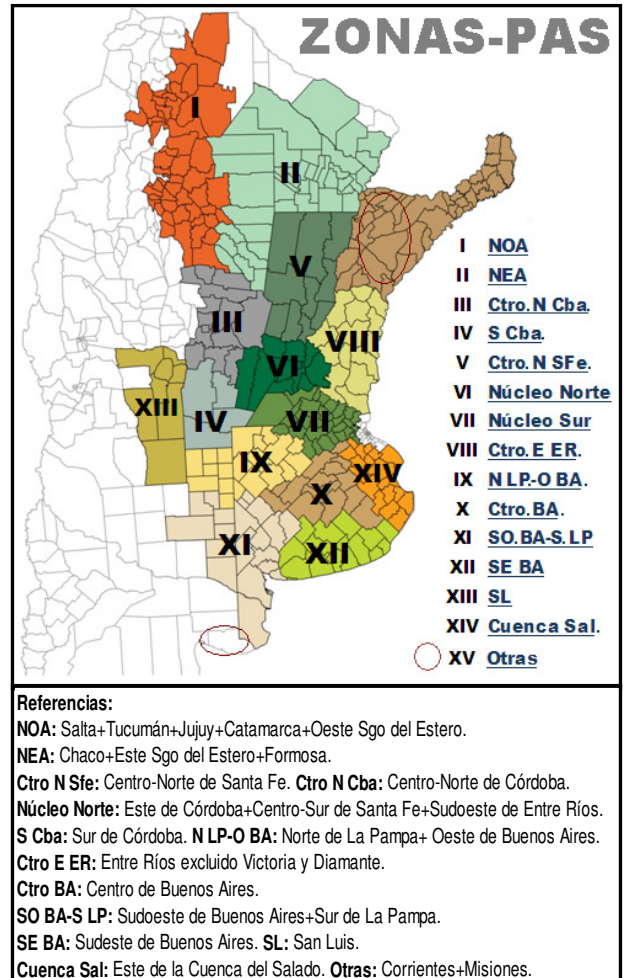 ZONAS-PAS
I
II
V
III
VIII
VI
XIII
IV
VII
IX
XIV
X
XI
XII
I NOA
II NEA
III Ctro.N Cba.
IV S Cba.
V Ctro.N SFe.
VI Núcleo Norte
VII Núcleo Sur
VIII Ctro.E ER.
IX N LP-O BA.
X Ctro.BA.
XI SO.BA-S.LP
XII SE BA
XIII SL
XIV Cuenca Sal.
XV Otras
Referencias:
NOA: Salta+Tucumán+Jujuy+Catamarca+Oeste Sgo del Estero.
NEA: Chaco+Este Sgo del Estero+Formosa.
Ctro N Sfe: Centro-Norte de Santa Fe. Ctro N Cba: Centro-Norte de Córdoba.
Núcleo Norte: Este de Córdoba+Centro-Sur de Santa Fe+Sudoeste de Entre Ríos.
S Cba: Sur de Córdoba. N LP-O BA: Norte de La Pampa+ Oeste de Buenos Aires.
Ctro E ER: Entre Ríos excluido Victoria y Diamante.
Ctro BA: Centro de Buenos Aires.
SO BA-S LP: Sudoeste de Buenos Aires+Sur de La Pampa.
SE BA: Sudeste de Buenos Aires. SL: San Luis.
Cuenca Sal: Este de la Cuenca del Salado. Otras: Corrientes+Misiones.